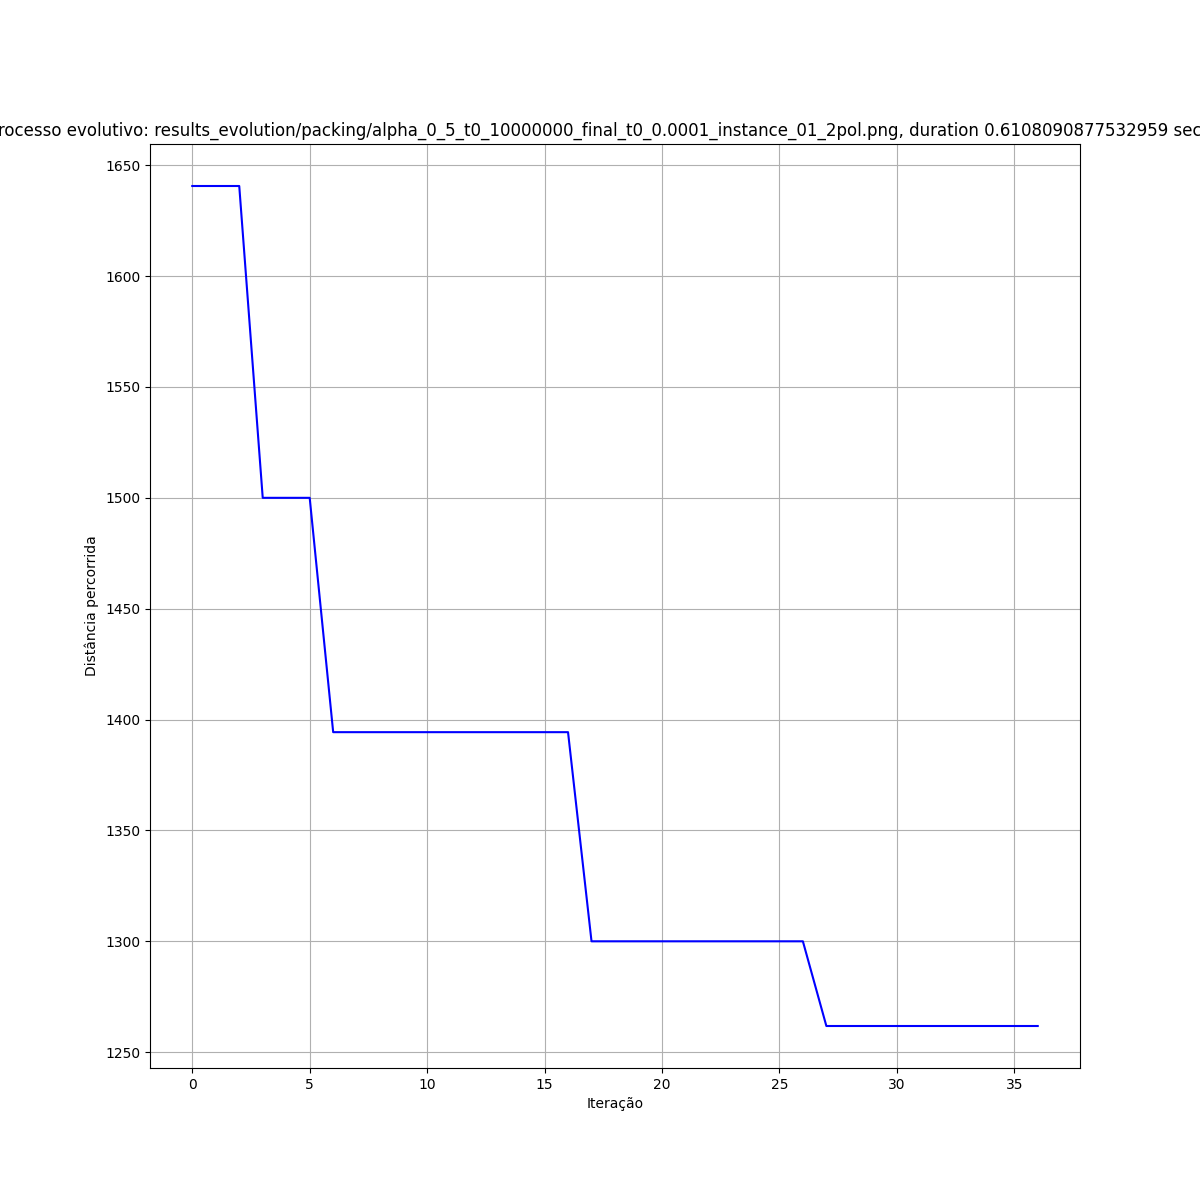 rocesso evolutivo: results_evolution/packing/alpha_0_5_t0_10000000_final_t0_0.0001_instance_01_2pol.png, duration 0.6108090877532959 sec
1650
1600
1550
1500
1450
1400
1350
1300
1250
Distância percorrida
0 5 10 15 20 25 30 35
Iteração